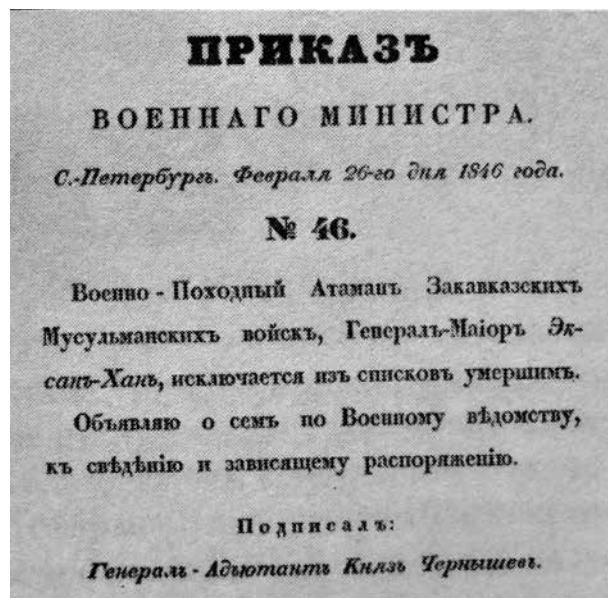 ПРИКАЗЪ
ВОЕННАГО МИНИСТРА.
С.-Петербургъ. Февраля 26-го дня 1846 года.
№ 46.
Военно - Походный Атаманъ Закавказскихъ
Мусульманскихъ войскъ, Генералъ-Маіоръ Эк-
санъ-Ханъ, исключается изъ списковъ умершимъ.
Объявляю о семъ по Военному вѣдомству,
къ свѣдѣнію и зависящему распоряженію.
Подписалъ:
Генералъ - Адъютантъ Князь Чернышевъ.